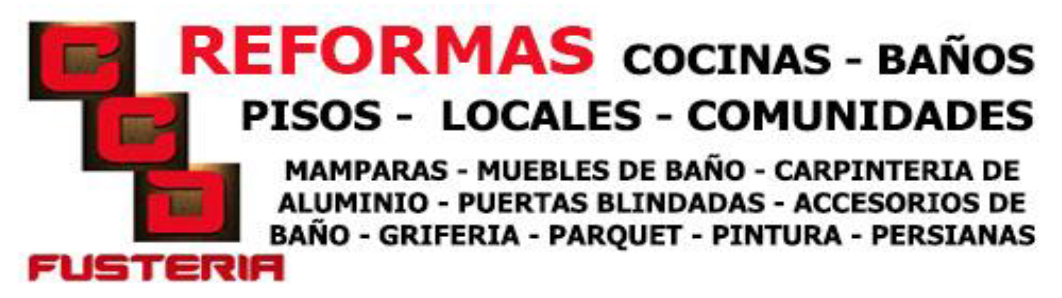 CCD
FUSTERIA
REFORMAS COCINAS - BAÑOS
PISOS - LOCALES - COMUNIDADES
MAMPARAS - MUEBLES DE BAÑO - CARPINTERIA DE
ALUMINIO - PUERTAS BLINDADAS - ACCESORIOS DE
BAÑO - GRIFERIA - PARQUET - PINTURA - PERSIANAS